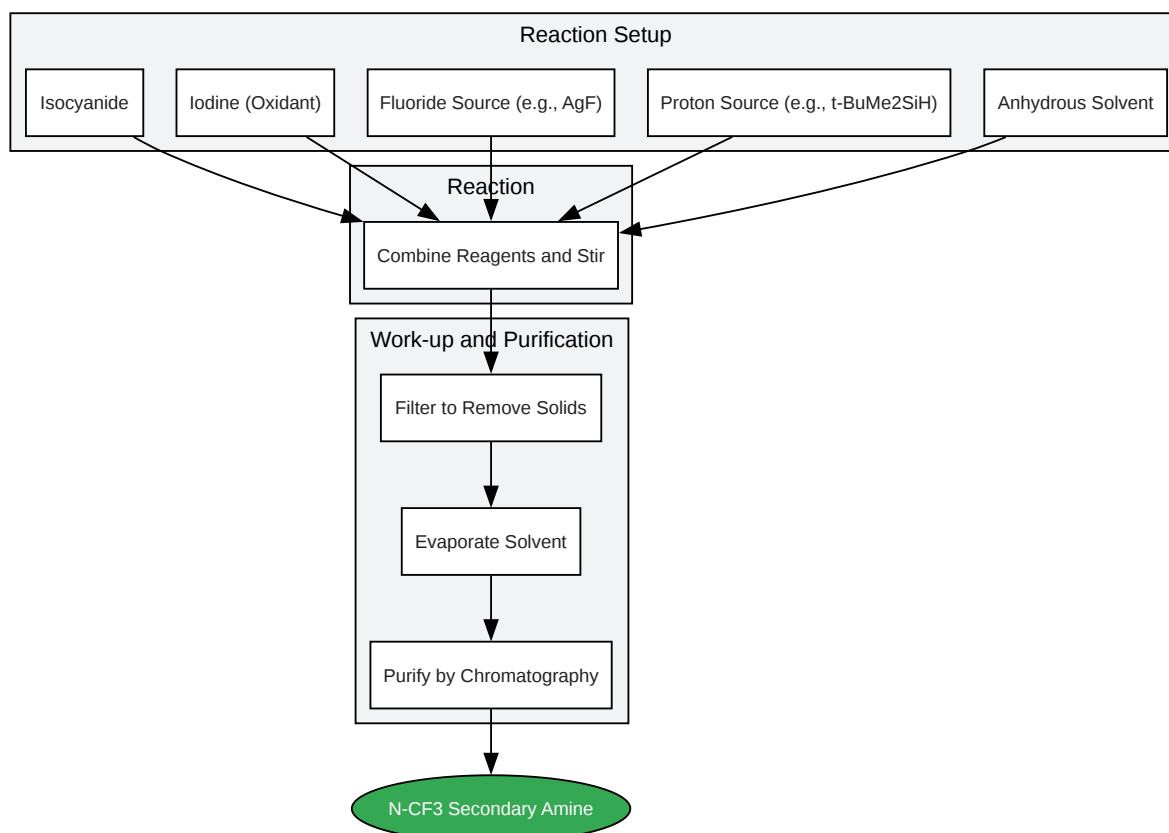 Reaction Setup
Isocyanide
Iodine (Oxidant)
Fluoride Source (e.g., AgF)
Proton Source (e.g., t-BuMe2SiH)
Anhydrous Solvent
Reaction
Combine Reagents and Stir
Work-up and Purification
Filter to Remove Solids
Evaporate Solvent
Purify by Chromatography
N-CF3 Secondary Amine